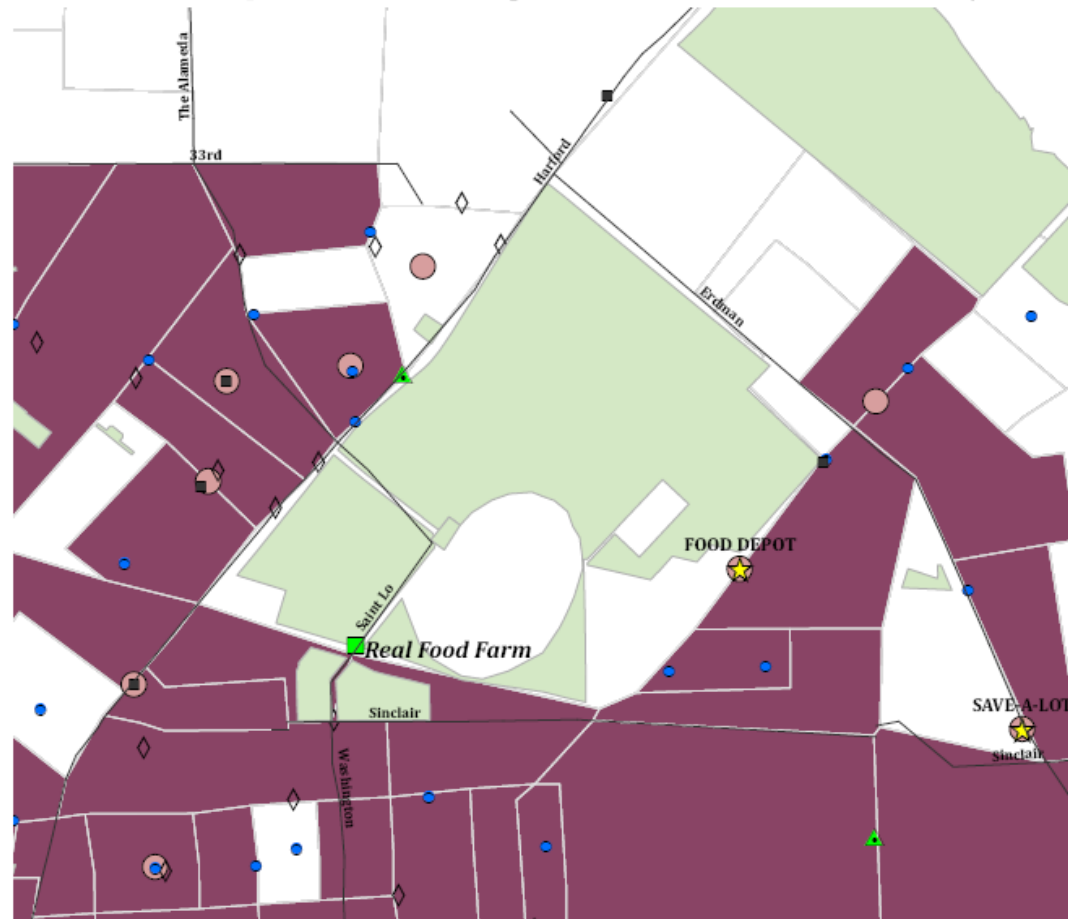 The Alameda
33rd
Harford
Erdman
FOOD DEPOT
Saint Lo
Real Food Farm
SAVE-A-LOT
Sinclair
Sinclair
Washington